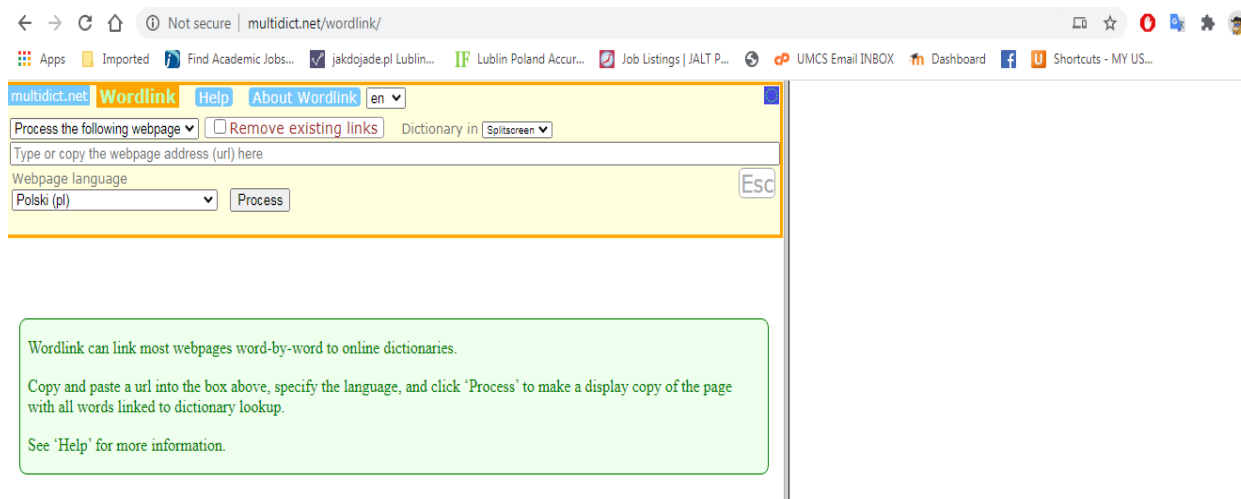 Not secure | multidict.net/wordlink/
Apps Imported Find Academic Jobs... jakdojade.pl Lublin... IF Lublin Poland Accur... Job Listings | JALT P... cP UMCS Email INBOX Dashboard f U Shortcuts - MY US...
multidict.net Wordlink Help About Wordlink en
Process the following webpage Remove existing links Dictionary in Splitscreen
Type or copy the webpage address (url) here
Webpage language
Esc
Polski (pl) Process
Wordlink can link most webpages word-by-word to online dictionaries.
Copy and paste a url into the box above, specify the language, and click ‘Process’ to make a display copy of the page
with all words linked to dictionary lookup.
See ‘Help’ for more information.